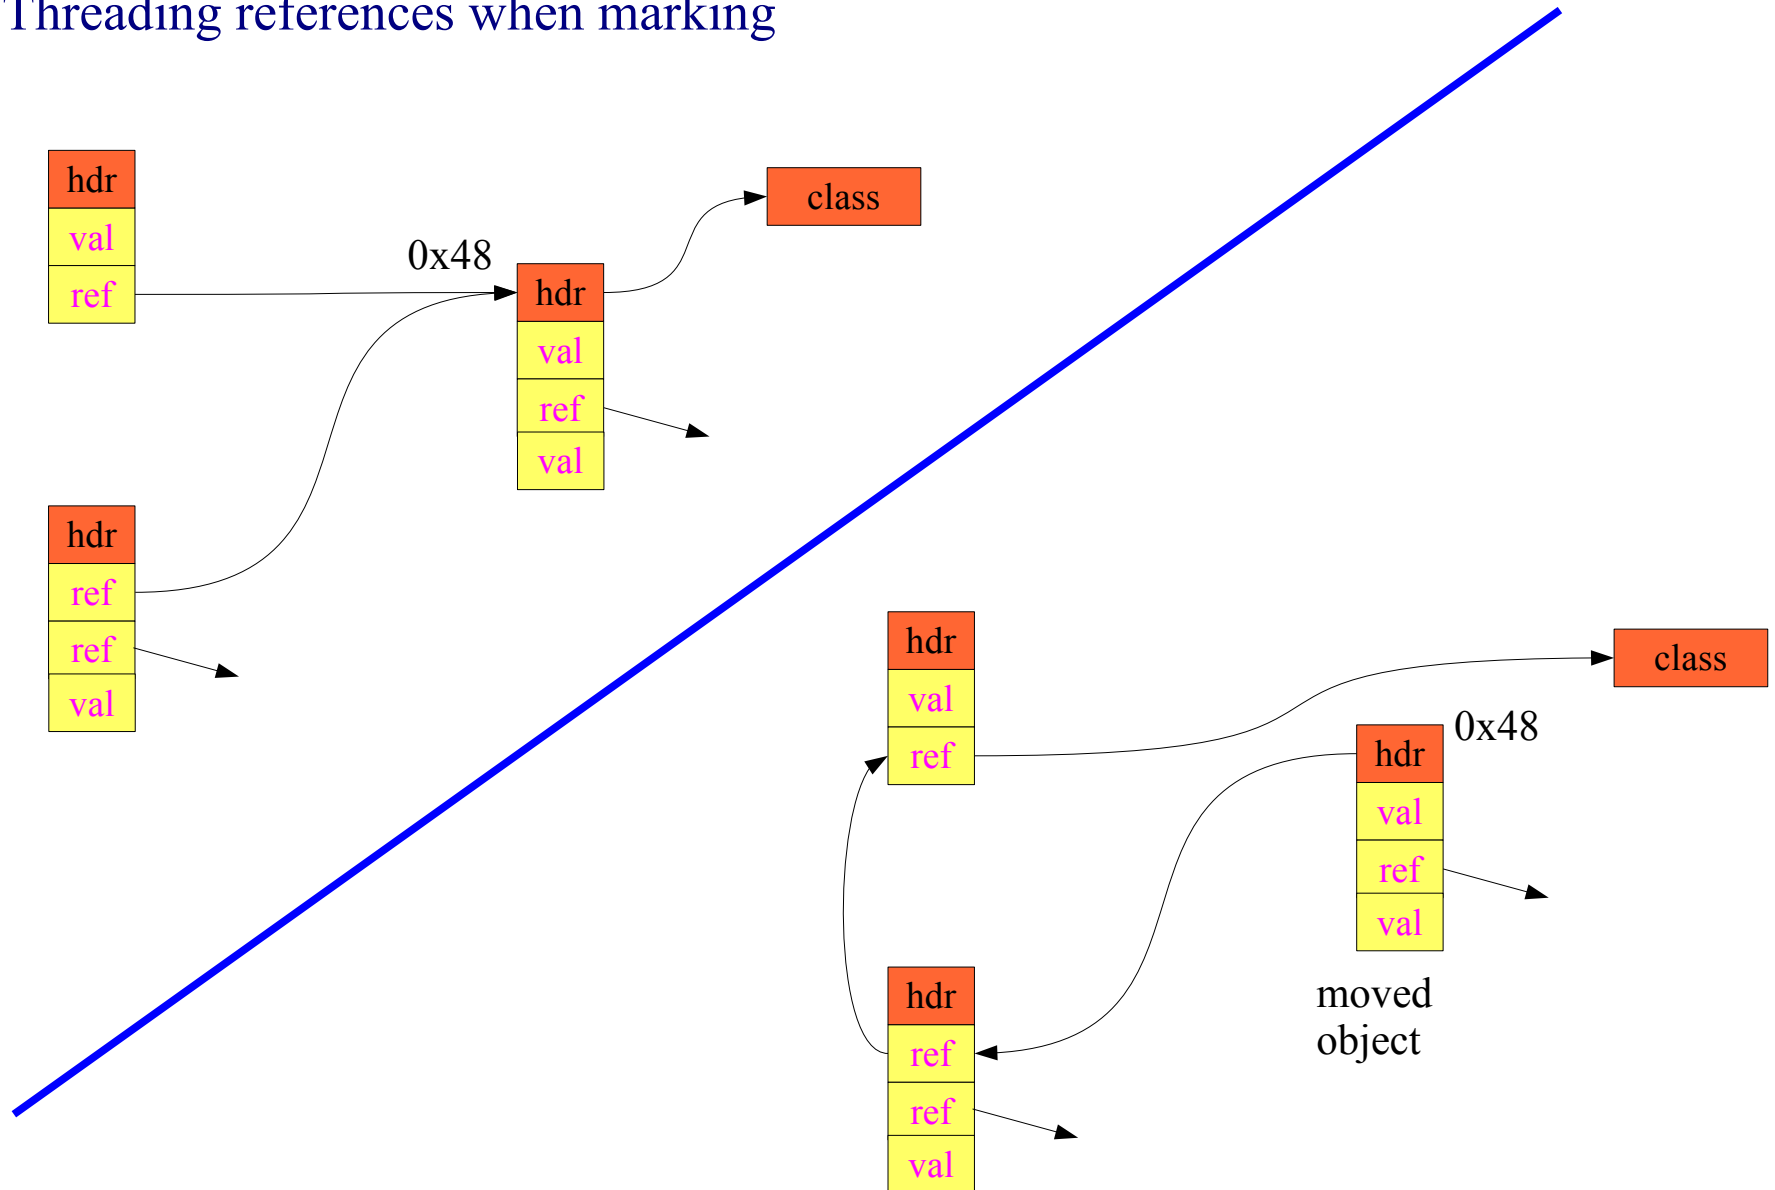 Threading references when marking
hdr
val
ref
0x48
hdr
val
ref
val
class
hdr
ref
ref
val
hdr
val
ref
class
0x48
hdr
val
ref
val
moved
object
hdr
ref
ref
val